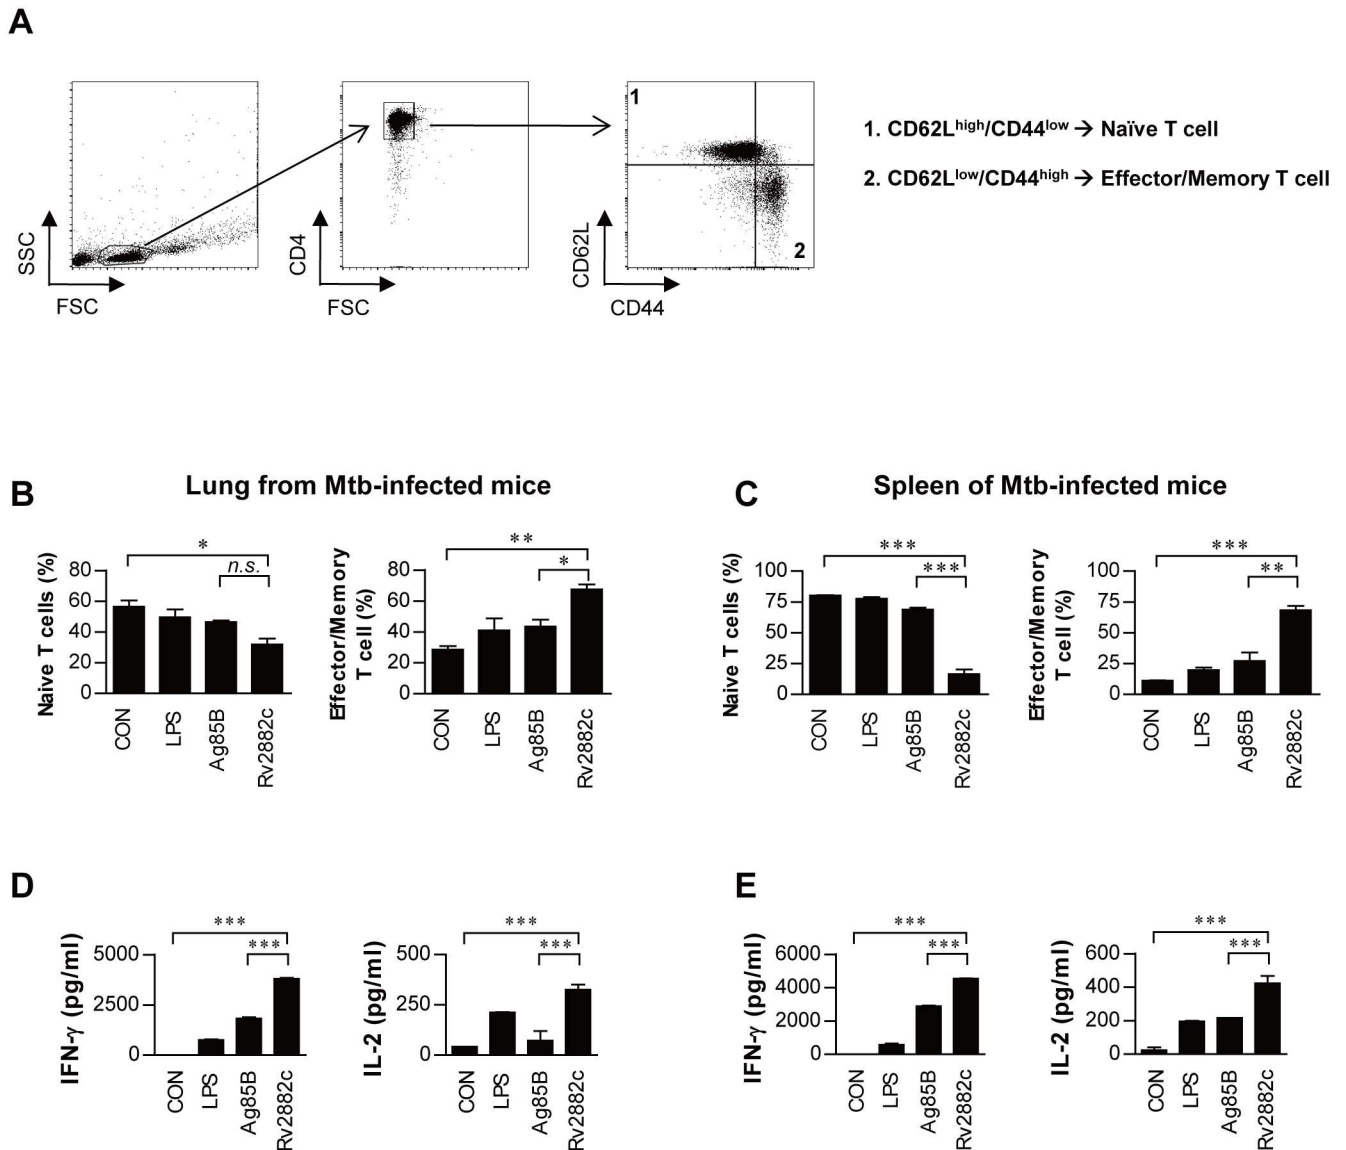 A
SSC
FSC
CD4
FSC
1
2
CD62L
CD44
1. CD62Lhigh/CD44low → Naïve T cell
2. CD62Llow/CD44high → Effector/Memory T cell
B
Lung from Mtb-infected mice
Naive T cells (%)
80
60
40
20
0
*
n.s.
CON
LPS
Ag85B
Rv2882c
Effector/Memory
T cell (%)
80
60
40
20
0
**
*
CON
LPS
Ag85B
Rv2882c
C
Spleen of Mtb-infected mice
Naive T cells (%)
100
75
50
25
0
***
***
CON
LPS
Ag85B
Rv2882c
Effector/Memory
T cell (%)
100
75
50
25
0
***
**
CON
LPS
Ag85B
Rv2882c
D
IFN-γ (pg/ml)
5000
2500
0
***
***
CON
LPS
Ag85B
Rv2882c
IL-2 (pg/ml)
500
250
0
***
***
CON
LPS
Ag85B
Rv2882c
E
IFN-γ (pg/ml)
6000
4000
2000
0
***
***
CON
LPS
Ag85B
Rv2882c
IL-2 (pg/ml)
600
400
200
0
***
***
CON
LPS
Ag85B
Rv2882c